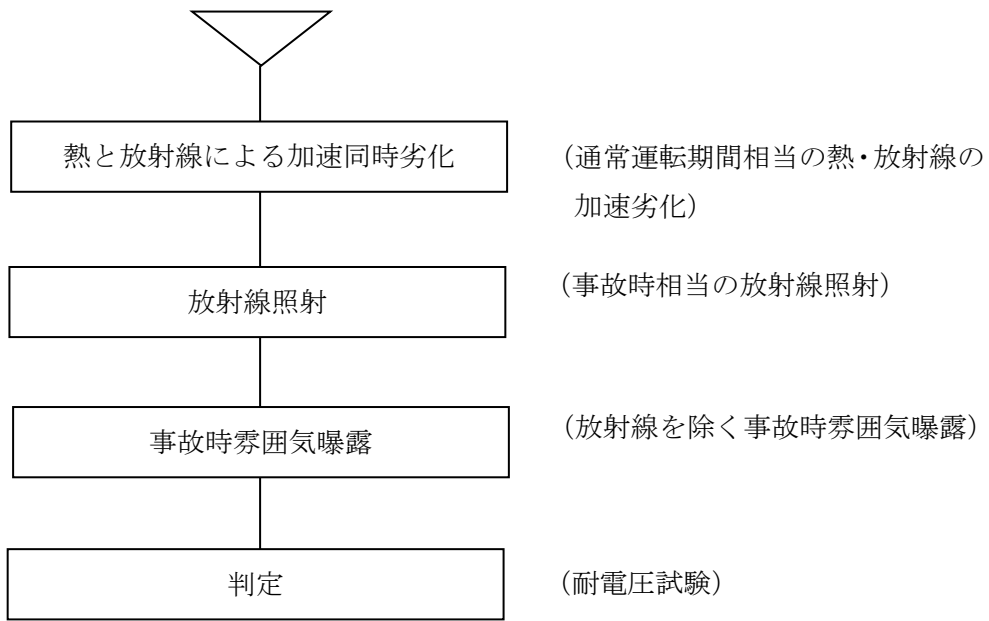 熱と放射線による加速同時劣化
(通常運転期間相当の熱・放射線の
加速劣化)
放射線照射
(事故時相当の放射線照射)
事故時雰囲気曝露
(放射線を除く事故時雰囲気曝露)
判定
(耐電圧試験)